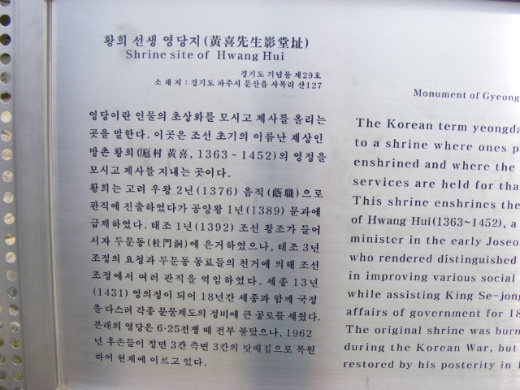 황희 선생 영당지 (黃喜先生影堂址)
Shrine site of Hwang Hui
경기도 기념물 제29호
소 재 지 : 경기도 파주시 문산읍 사목리 산127
영당이란 인물의 초상화를 모시고 제사를 올리는
곳을 말한다. 이곳은 조선 초기의 이름난 재상인
방촌 황희(厖村 黃喜, 1363~1452)의 영정을
모시고 제사를 지내는 곳이다.
황희는 고려 우왕 2년(1376) 음직(蔭職)으로
관직에 진출하였다가 공양왕 1년(1389) 문과에
급제하였다. 태조 1년(1392) 조선 왕조가 들어
서자 두문동(杜門洞)에 은거하였으나, 태조 3년
조정의 요청과 두문동 동료들의 천거에 의해 조선
조정에서 여러 관직을 역임하였다. 세종 13년
(1431) 영의정이 되어 18년간 세종과 함께 국정
을 다스려 각종 문물제도의 정비에 큰 공로를 세웠다.
본래의 영당은 6·25전쟁 때 전부 불탔으나, 1962
년 후손들이 정면 3칸 측면 3칸의 맞배집으로 복원
하여 현재에 이르고 있다.
Monument of Gyeong
The Korean term yeongda
to a shrine where ones p
enshrined and where the
services are held for tha
This shrine enshrines the
of Hwang Hui(1363~1452), a
minister in the early Joseo
who rendered distinguished
in improving various social
while assisting King Se-jong
affairs of government for 18
The original shrine was burn
during the Korean War, but
restored by his posterity in